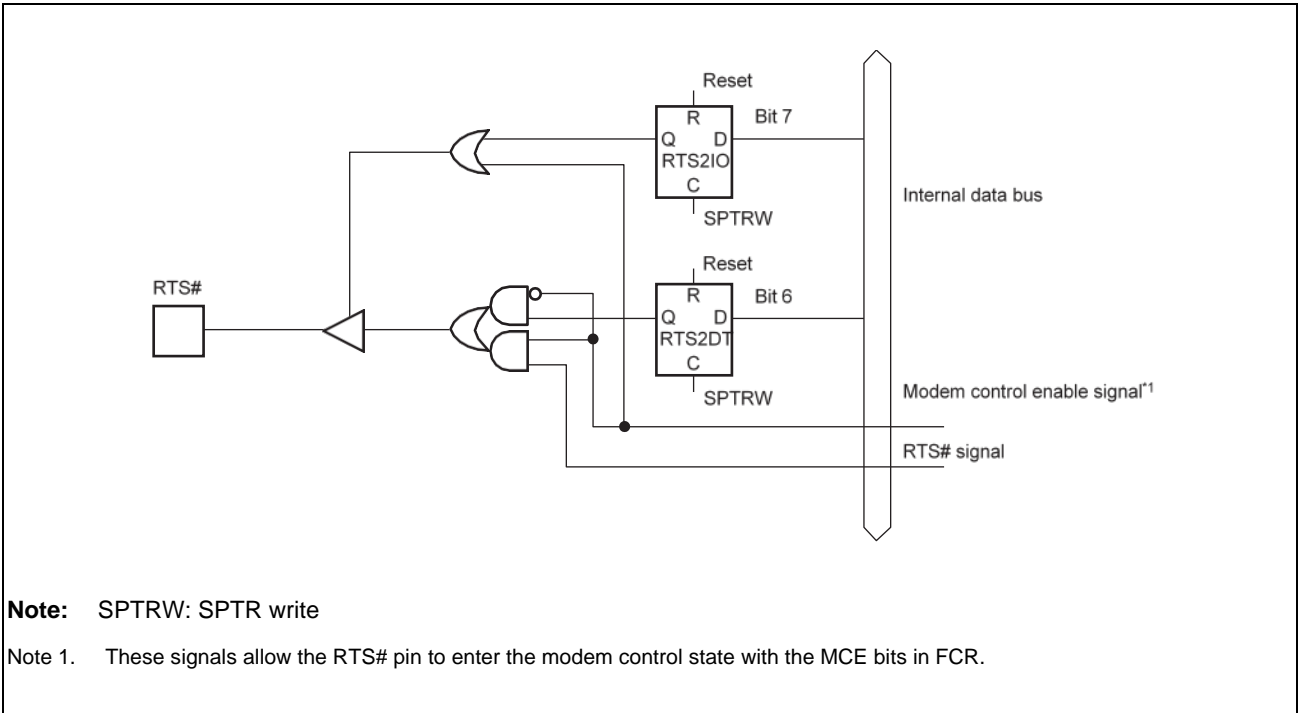 Reset
R
Bit 7
Q D
RTS2IO
C
SPTRW
Internal data bus
Reset
R
Bit 6
Q D
RTS2DT
C
SPTRW
RTS#
Modem control enable signal*1
RTS# signal
Note: SPTRW: SPTR write
Note 1. These signals allow the RTS# pin to enter the modem control state with the MCE bits in FCR.